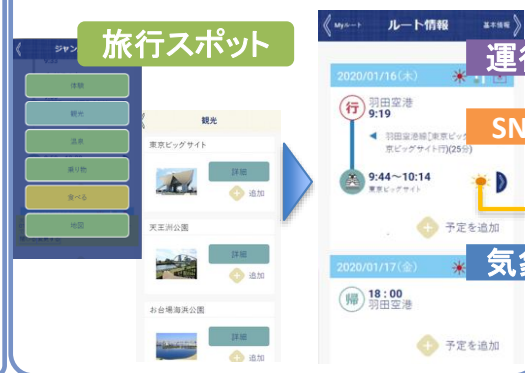 旅行スポット
ジャン
体験
観光
温泉
乗り物
食べる
地図
観光
東京ビッグサイト
詳細
追加
天王洲公園
詳細
追加
お台場海浜公園
詳細
追加
Myルート
ルート情報
基本情報
2020/01/16(木)
運
行
羽田空港
9:19
羽田空港線[東京ビッ
京ビッグサイト行)(25分)
SN
9:44～10:14
東京ビッグサイト
予定を追加
2020/01/17(金)
気
帰
18:00
羽田空港
予定を追加